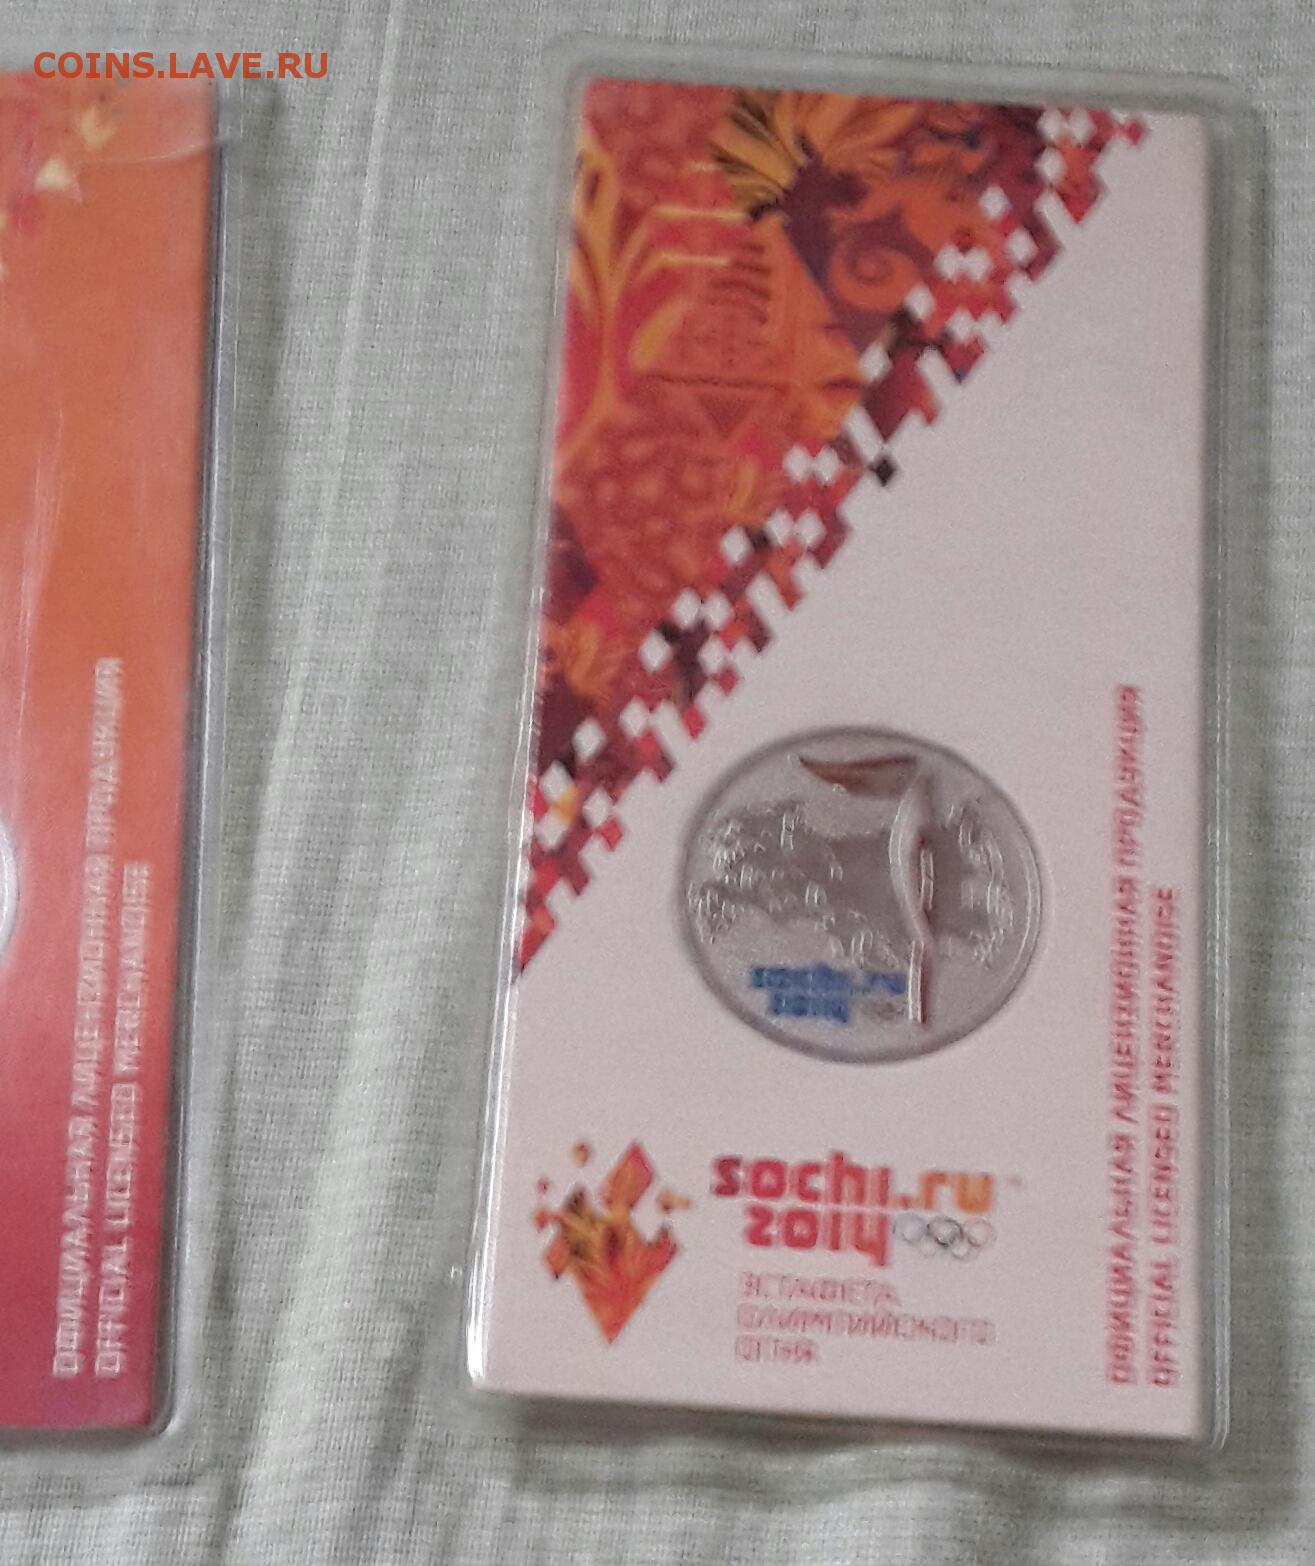 COINS.LAVE.RU
ОФИЦИАЛЬНАЯ ЛИЦЕНЗИОННАЯ ПРОДУКЦИЯ
OFFICIAL LICENSED MERCHANDISE
sochi.ru
2014
sochi.ru
2014
ЭСТАФЕТА
ОЛИМПИЙСКОГО
ОГНЯ
ОФИЦИАЛЬНАЯ ЛИЦЕНЗИОННАЯ ПРОДУКЦИЯ
OFFICIAL LICENSED MERCHANDISE